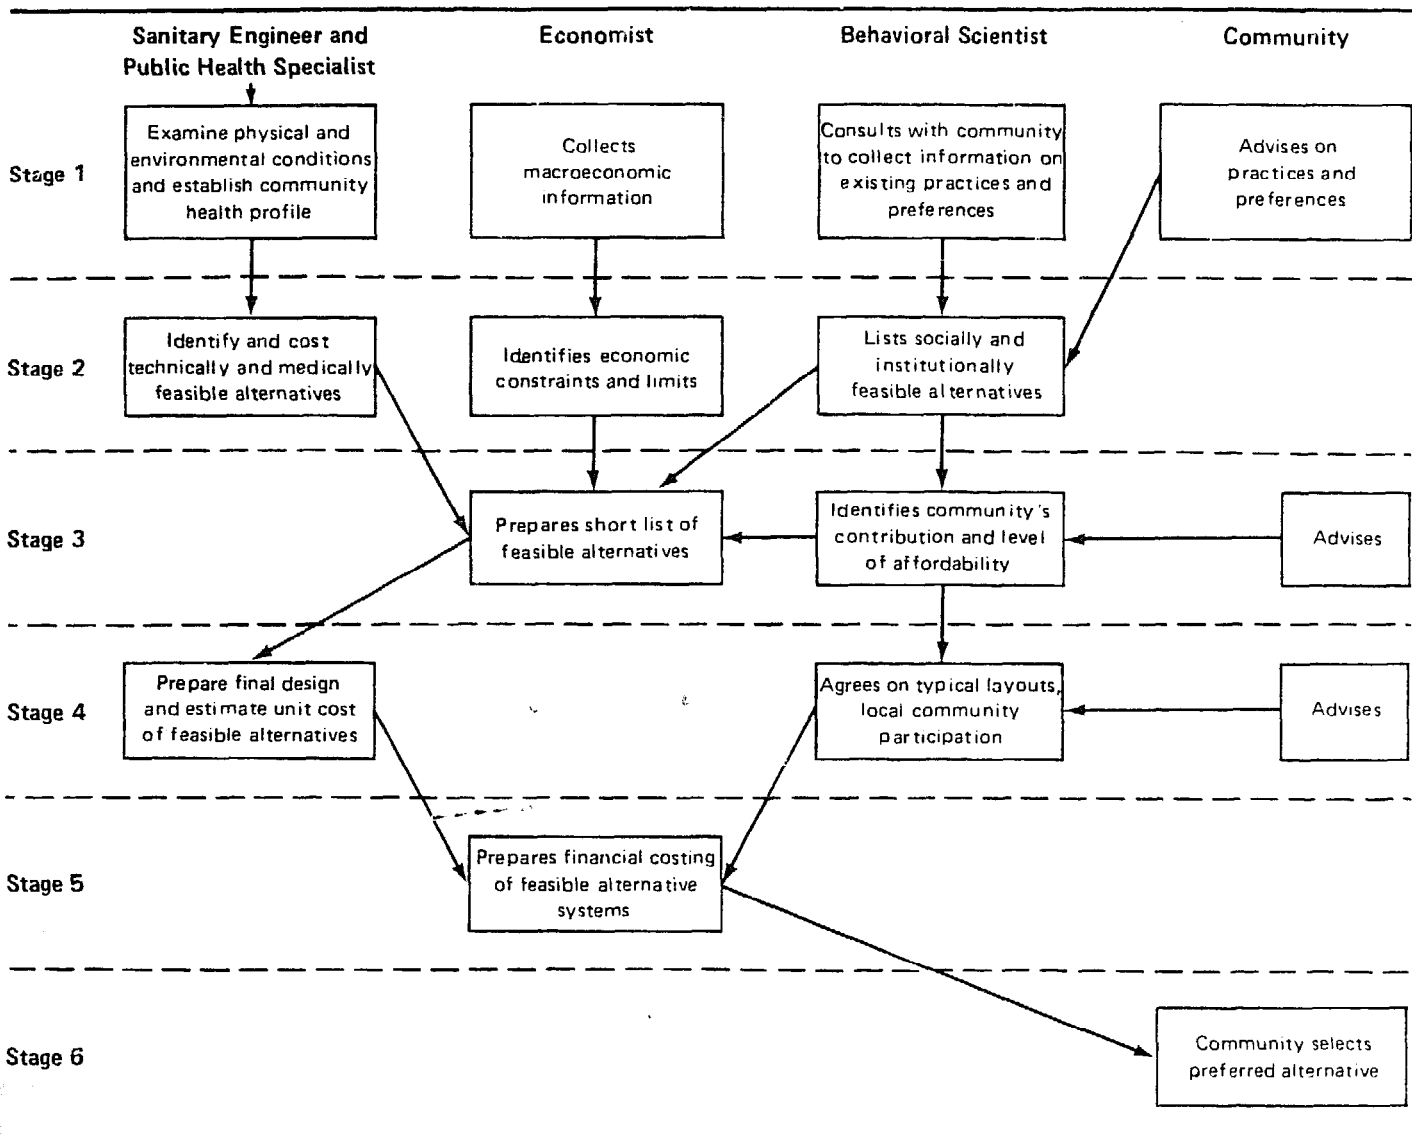 Sanitary Engineer and
Public Health Specialist
Economist
Behavioral Scientist
Community
Stage 1
Examine physical and
environmental conditions
and establish community
health profile
Collects
macroeconomic
information
Consults with community
to collect information on
existing practices and
preferences
Advises on
practices and
preferences
Stage 2
Identify and cost
technically and medically
feasible alternatives
Identifies economic
constraints and limits
Lists socially and
institutionally
feasible alternatives
Stage 3
Prepares short list of
feasible alternatives
Identifies community's
contribution and level
of affordability
Advises
Stage 4
Prepare final design
and estimate unit cost
of feasible alternatives
Agrees on typical layouts,
local community
participation
Advises
Stage 5
Prepares financial costing
of feasible alternative
systems
Stage 6
Community selects
preferred alternative